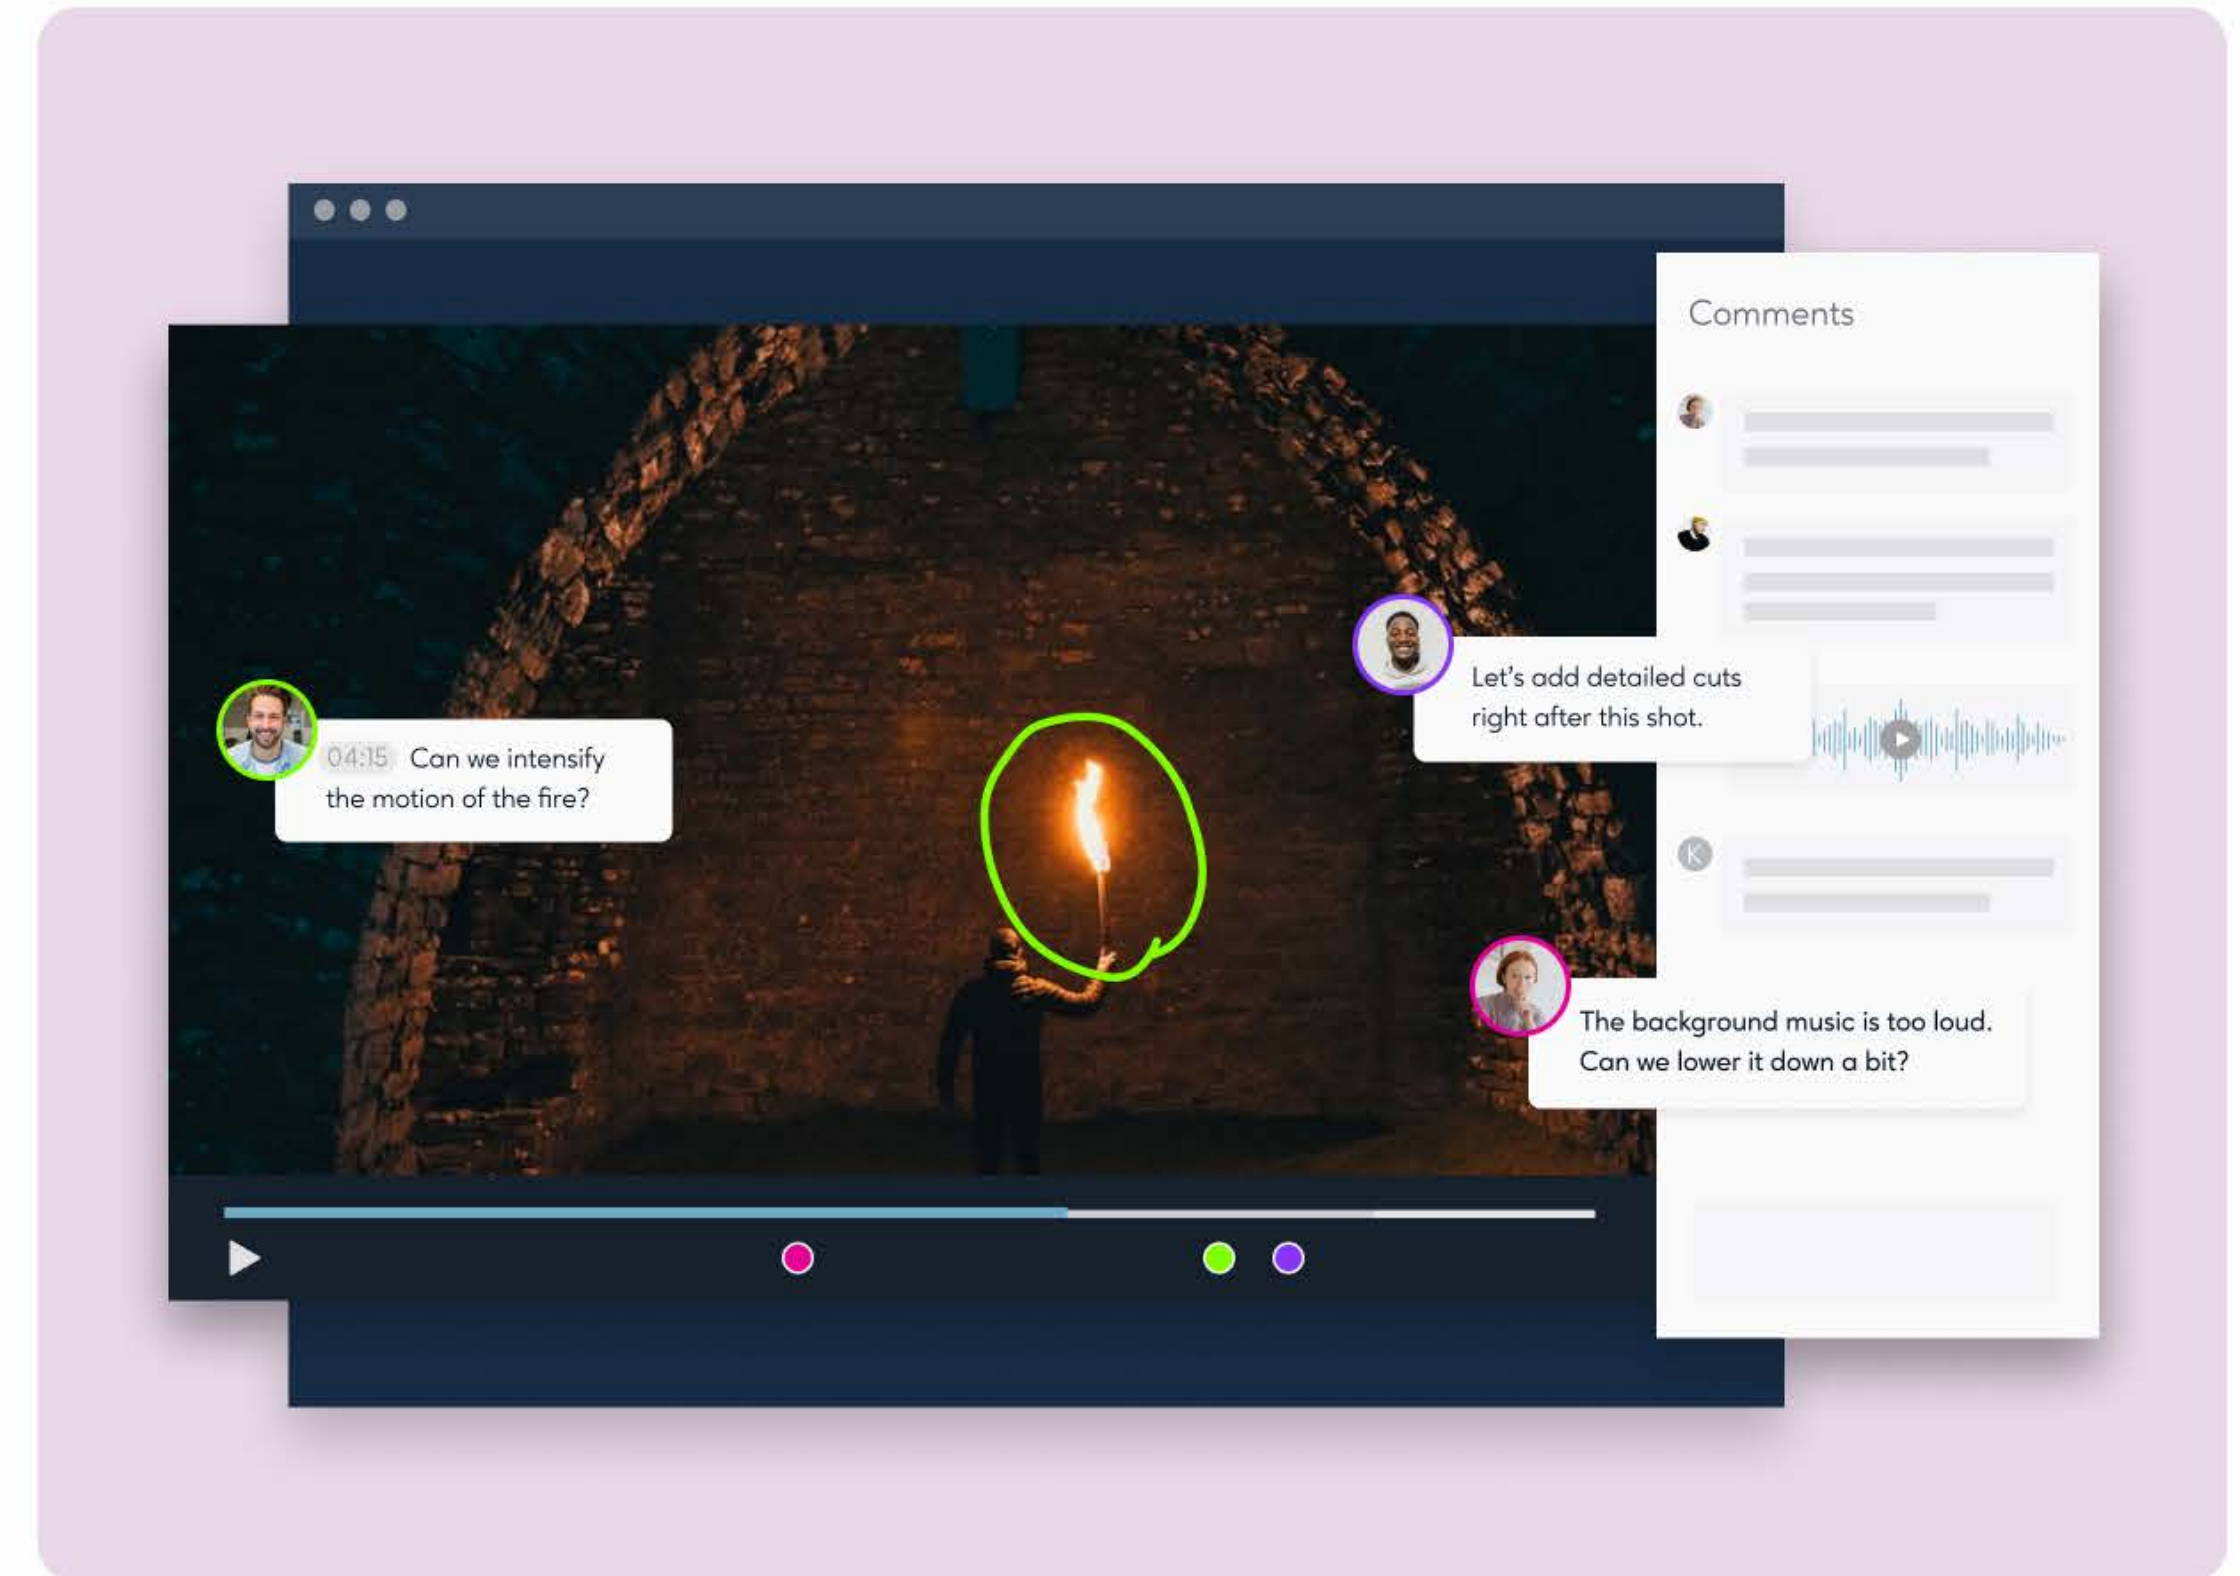 Comments
Let's add detailed cuts
right after this shot.
04:15 Can we intensify
the motion of the fire?
K
The background music is too loud.
Can we lower it down a bit?